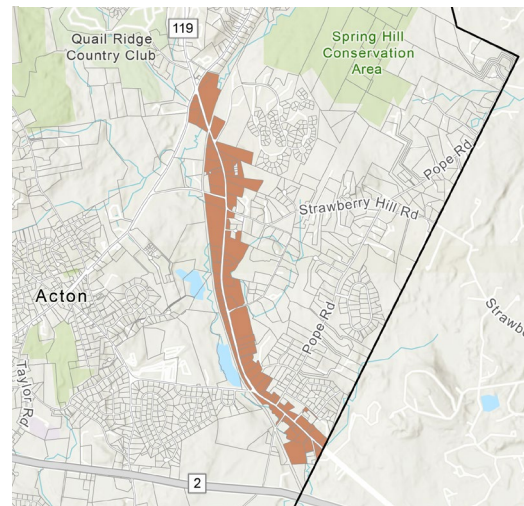 119
Quail Ridge
Country Club
Spring Hill
Conservation
Area
Pope Rd
Strawberry Hill Rd
Acton
Pope Rd
Strawbe
Taylor Rd
2